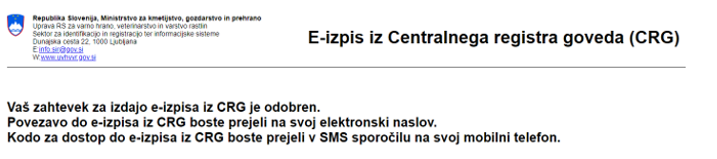 Republika Slovenija, Ministrstvo za kmetijstvo, gozdarstvo in prehrano
Uprava RS za varno hrano, veterinarstvo in varstvo rastlin
Sektor za identifikacijo in registracijo ter informacijske sisteme
Dunajska cesta 22, 1000 Ljubljana
E:info.sir@gov.si
W:www.uvhvvr.gov.si
E-izpis iz Centralnega registra goveda (CRG)
Vaš zahtevek za izdajo e-izpisa iz CRG je odobren.
Povezavo do e-izpisa iz CRG boste prejeli na svoj elektronski naslov.
Kodo za dostop do e-izpisa iz CRG boste prejeli v SMS sporočilu na svoj mobilni telefon.